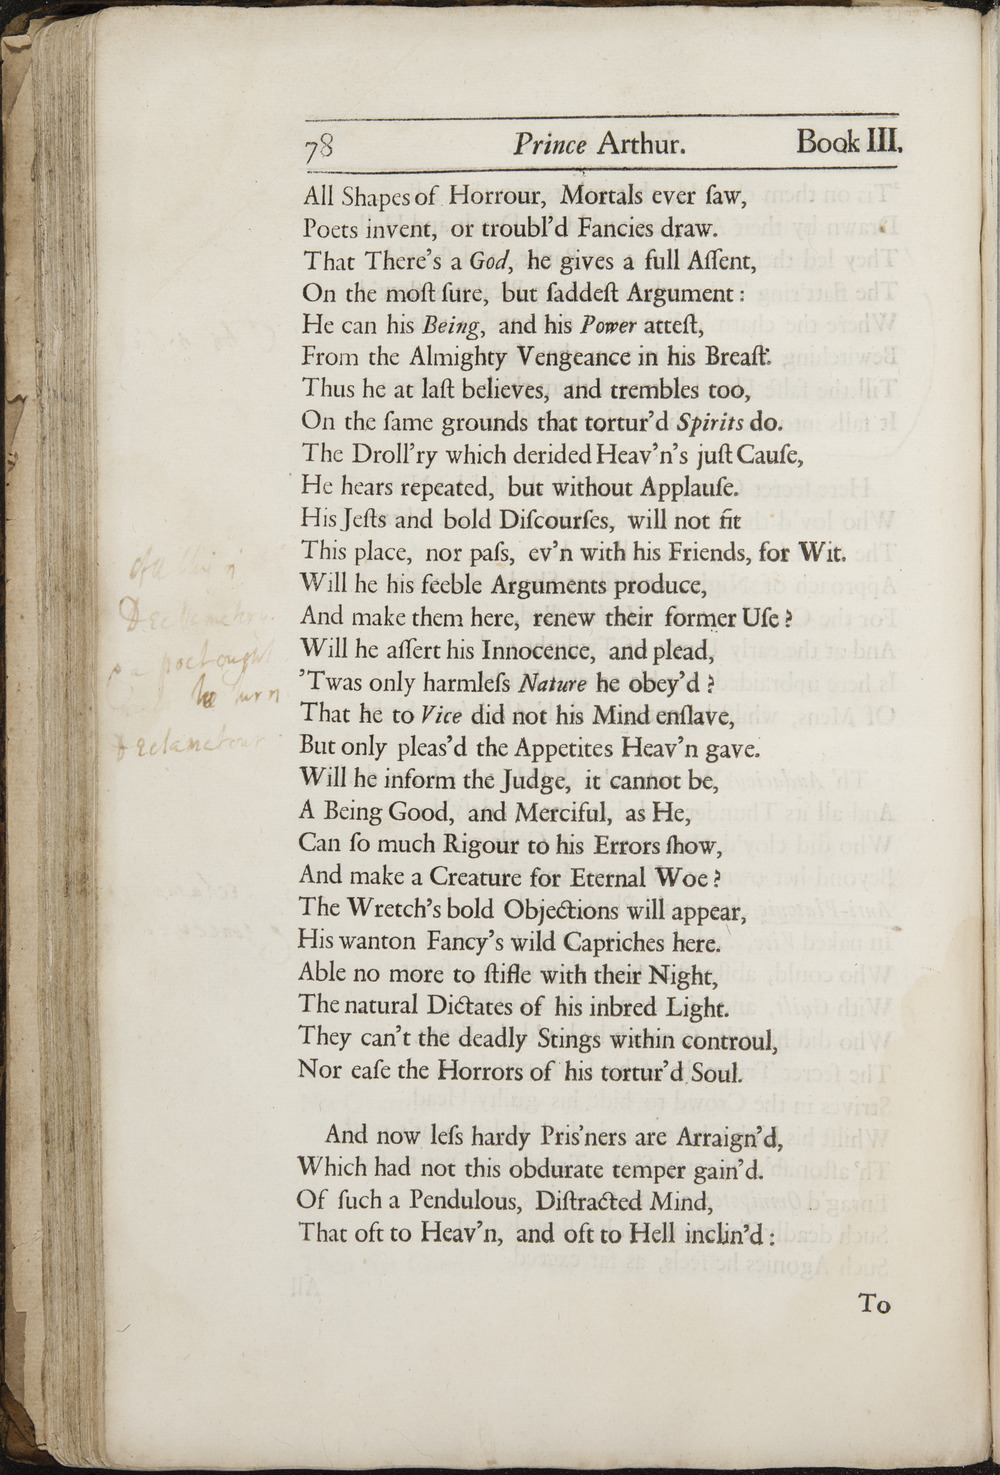 78 Prince Arthur. Book III.
All Shapes of Horrour, Mortals ever ſaw,
Poets invent, or troubl’d Fancies draw.
That There’s a God, he gives a full Aſſent,
On the moſt ſure, but ſaddeſt Argument :
He can his Being, and his Power atteſt,
From the Almighty Vengeance in his Breaſt.
Thus he at laſt believes, and trembles too,
On the ſame grounds that tortur’d Spirits do.
The Droll’ry which derided Heav’n’s juſt Cauſe,
He hears repeated, but without Applauſe.
His Jeſts and bold Diſcourſes, will not fit
This place, nor paſs, ev’n with his Friends, for Wit.
Will he his feeble Arguments produce,
And make them here, renew their former Uſe ?
Will he aſſert his Innocence, and plead,
’Twas only harmleſs Nature he obey’d ?
That he to Vice did not his Mind enſlave,
But only pleas’d the Appetites Heav’n gave.
Will he inform the Judge, it cannot be,
A Being Good, and Merciful, as He,
Can ſo much Rigour to his Errors ſhow,
And make a Creature for Eternal Woe ?
The Wretch’s bold Objections will appear,
His wanton Fancy’s wild Capriches here.
Able no more to ſtifle with their Night,
The natural Dictates of his inbred Light.
They can’t the deadly Stings within controul,
Nor eaſe the Horrors of his tortur’d Soul.
And now leſs hardy Pris’ners are Arraign’d,
Which had not this obdurate temper gain’d.
Of ſuch a Pendulous, Diſtracted Mind,
That oft to Heav’n, and oft to Hell inclin’d :
To
a poet ought